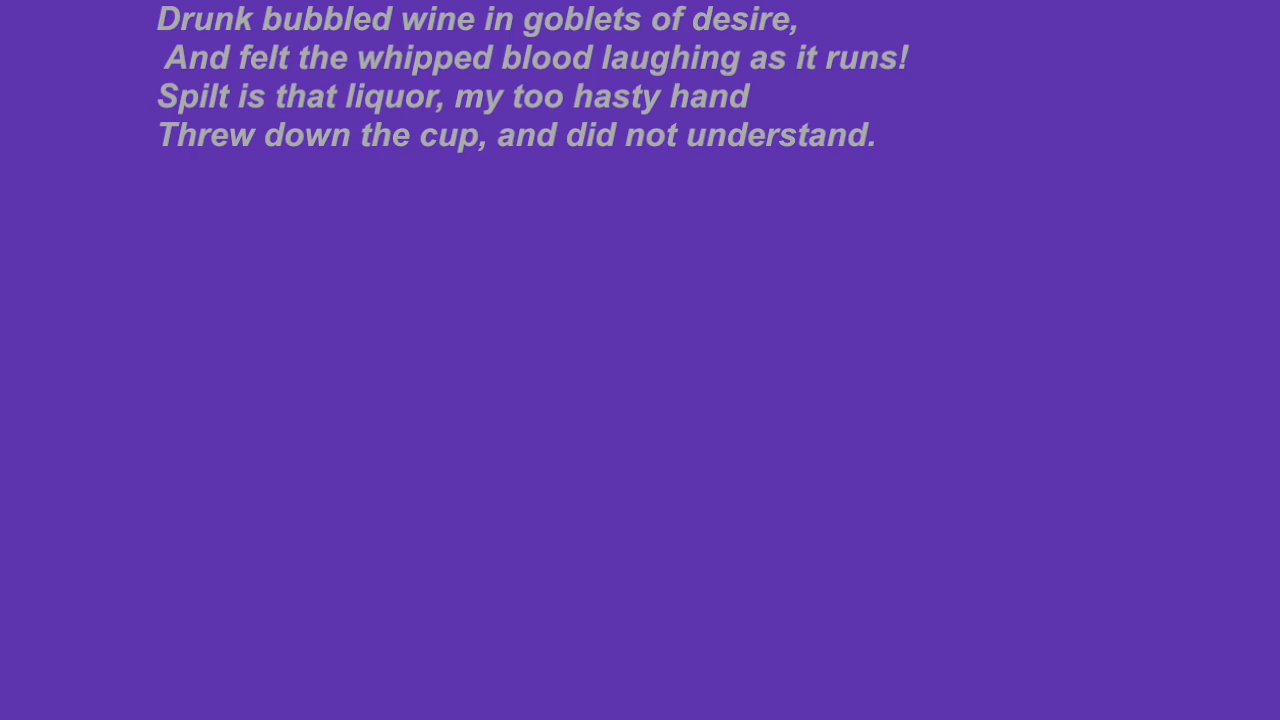 Drunk bubbled wine in goblets of desire,
And felt the whipped blood laughing as it runs!
Spilt is that liquor, my too hasty hand
Threw down the cup, and did not understand.